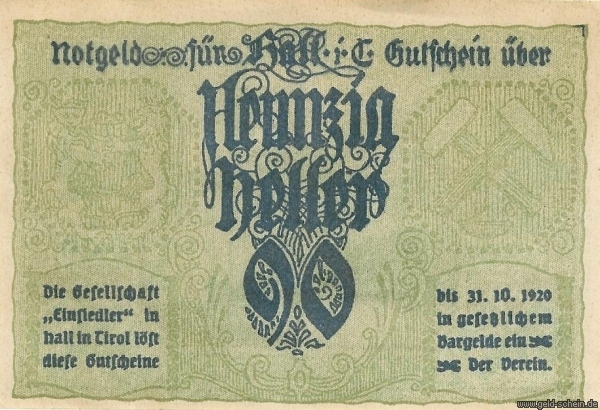 Notgeld für Hall i. T. Gutschein über
Neunzig
Heller
90
Die Gesellschaft
„Einsiedler“ in
Hall in Tirol löst
diese Gutscheine
bis 31. 10. 1920
in gesetzlichem
Bargelde ein
Der Verein.
www.geld-schein.de